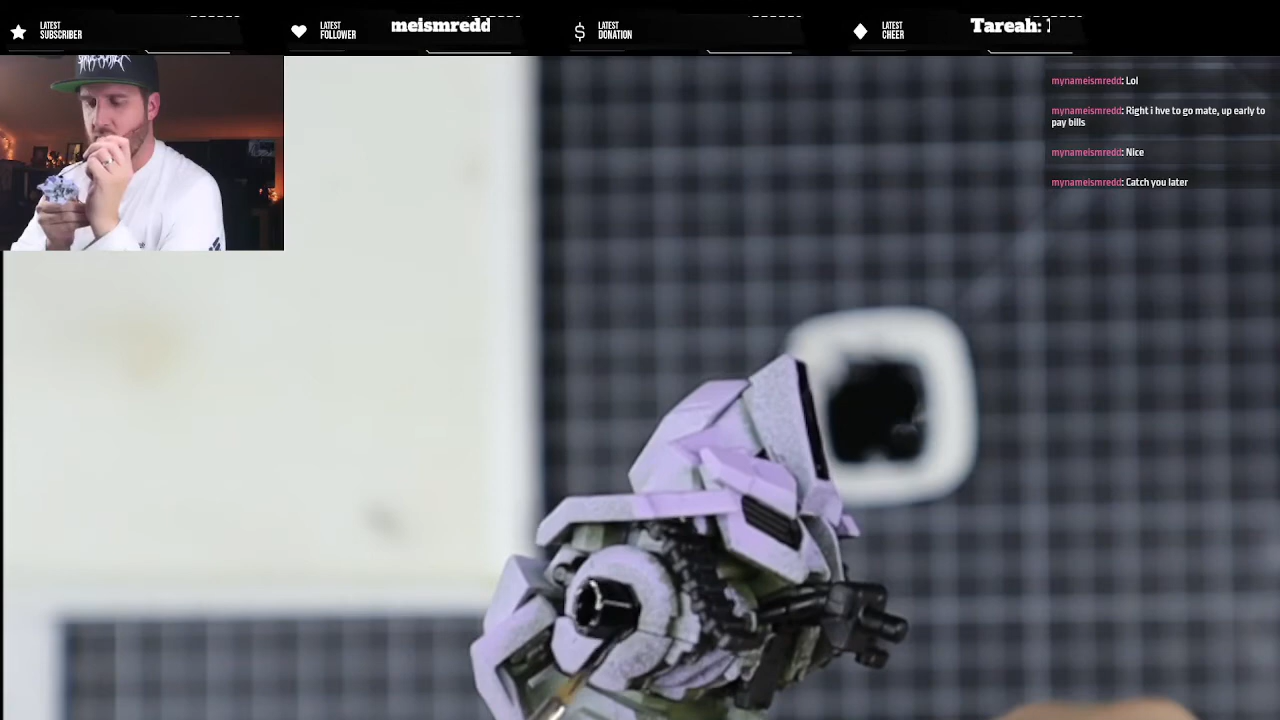 LATEST
SUBSCRIBER
LATEST
FOLLOWER
meismredd
LATEST
DONATION
LATEST
CHEER
Tareah:
mynameismredd: Lol
mynameismredd: Right i hve to go mate, up early to
pay bills
mynameismredd: Nice
mynameismredd: Catch you later